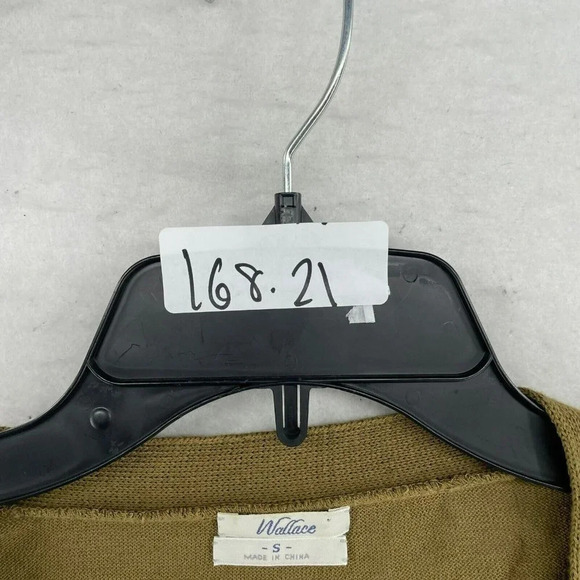 168.21
Wallace
- S -
MADE IN CHINA